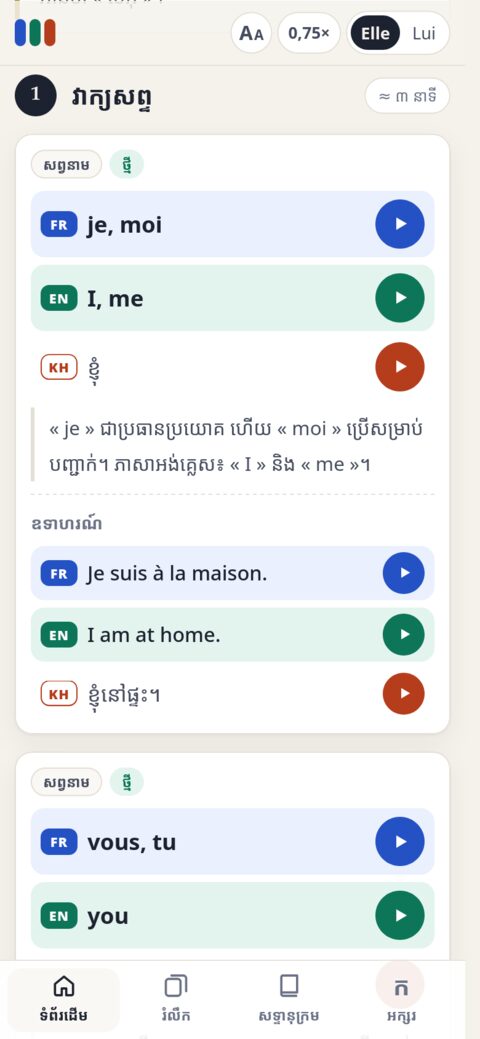 AA
0,75×
Elle
Lui
1
វាក្យសព្ទ
≈ ៣ នាទី
សព្វនាម
ថ្មី
FR
je, moi
EN
I, me
KH
ខ្ញុំ
« je » ជាប្រធានប្រយោគ ហើយ « moi » ប្រើសម្រាប់
បញ្ជាក់។ ភាសាអង់គ្លេស៖ « I » និង « me »។
ឧទាហរណ៍
FR
Je suis à la maison.
EN
I am at home.
KH
ខ្ញុំនៅផ្ទះ។
សព្វនាម
ថ្មី
FR
vous, tu
EN
you
ទំព័រដើម
រំលឹក
សទ្ទានុក្រម
ក
អក្សរ